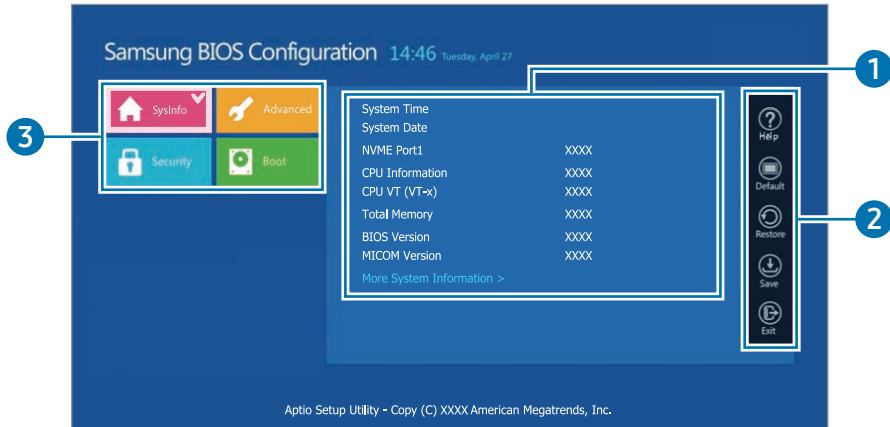 Samsung BIOS Configuration 14:46 Tuesday, April 27
1
SysInfo
Advanced
Security
Boot
3
System Time
System Date
NVME Port1 XXXX
CPU Information XXXX
CPU VT (VT-x) XXXX
Total Memory XXXX
BIOS Version XXXX
MICOM Version XXXX
More System Information >
Help
Default
Restore
Save
Exit
2
Aptio Setup Utility - Copy (C) XXXX American Megatrends, Inc.